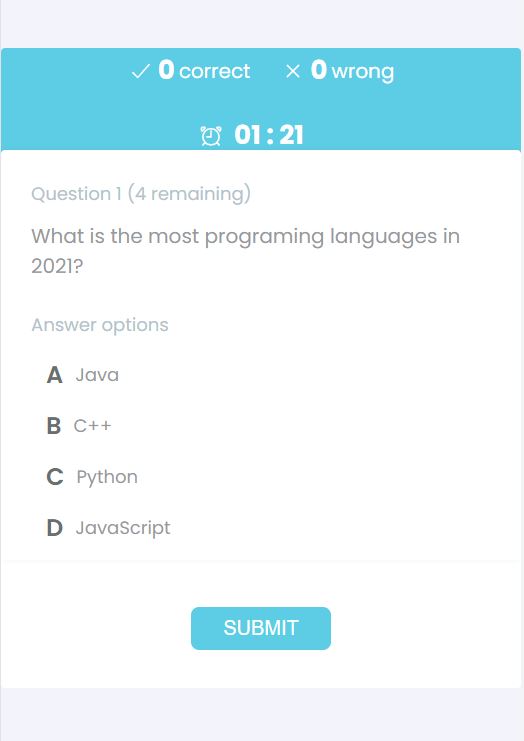 0 correct 0 wrong
01 : 21
Question 1 (4 remaining)
What is the most programing languages in
2021?
Answer options
A Java
B C++
C Python
D JavaScript
SUBMIT